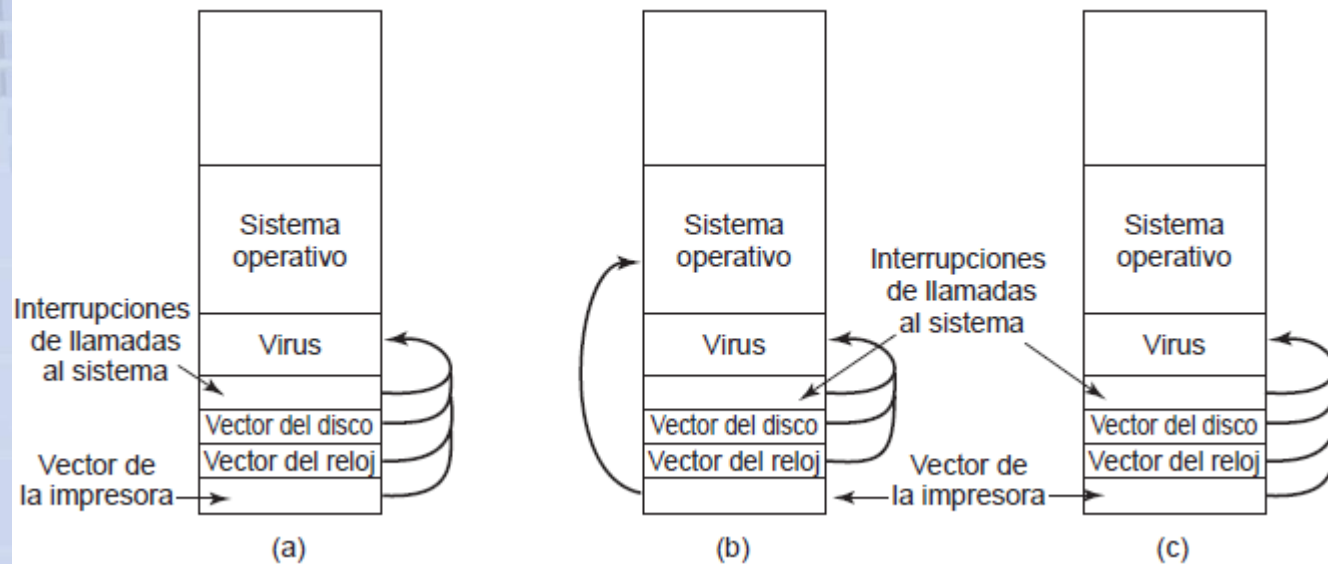 Sistema
operativo
Interrupciones
de llamadas
al sistema
Virus
Vector del disco
Vector del reloj
Vector de
la impresora
(a)
Sistema
operativo
Interrupciones
de llamadas
al sistema
Virus
Vector del disco
Vector del reloj
Vector de
la impresora
(b)
Sistema
operativo
Virus
Vector del disco
Vector del reloj
(c)